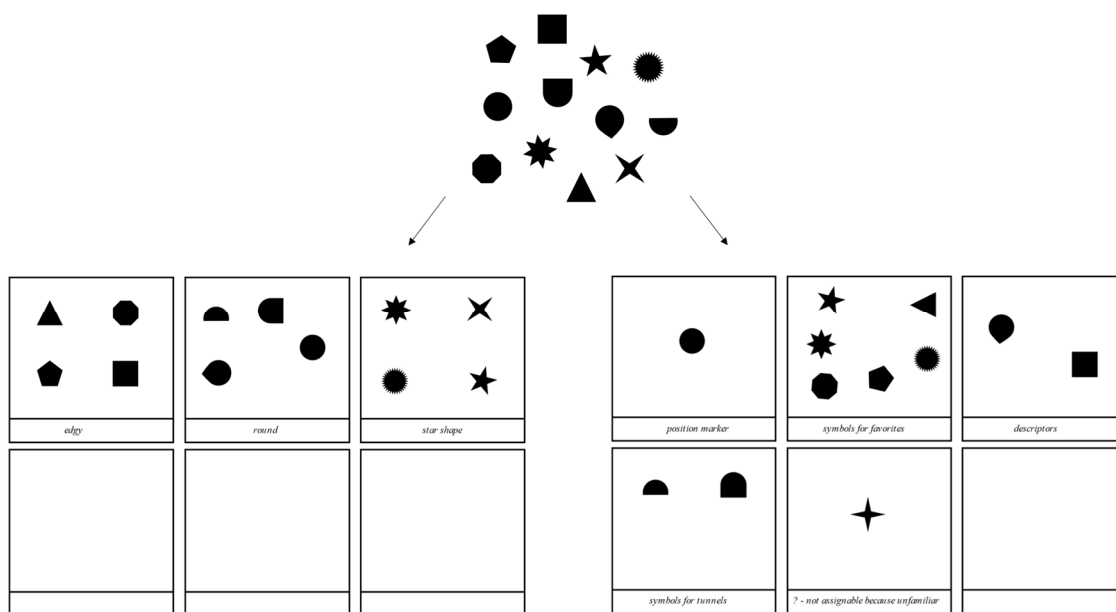 edgy
round
star shape
position marker
symbols for favorites
descriptors
symbols for tunnels
? - not assignable because unfamiliar